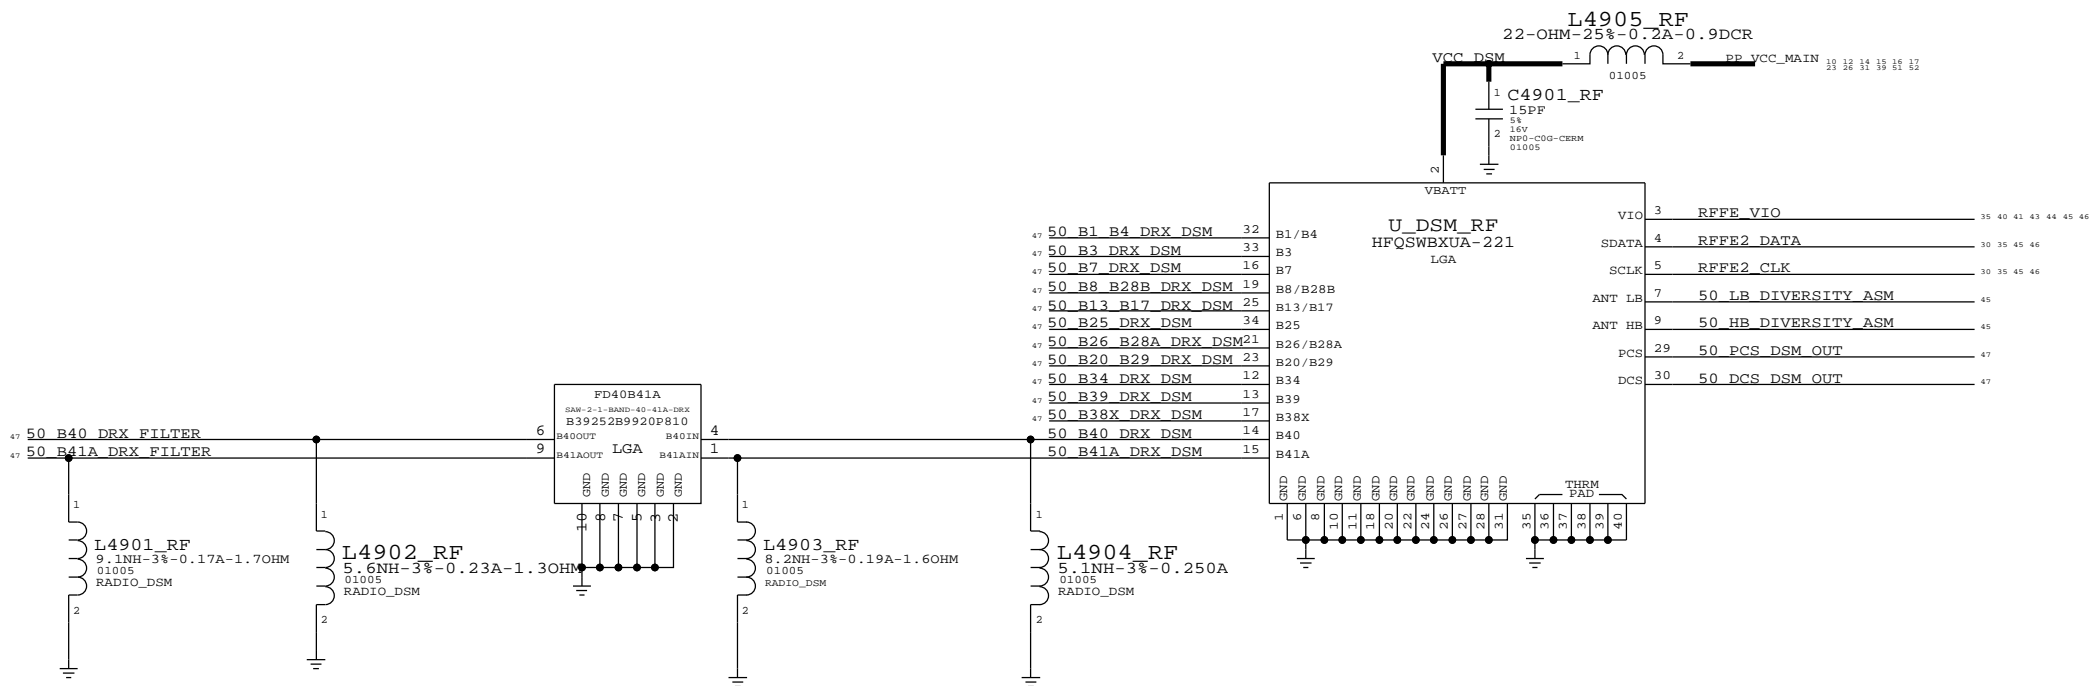 L4905_RF
22-OHM-25%-0.2A-0.9DCR
VCC_DSM
1
2
PP_VCC_MAIN
10 12 14 15 16 17
23 26 31 39 51 52
01005
1
C4901_RF
15PF
5%
16V
2
NP0-C0G-CERM
01005
2
VBATT
U_DSM_RF
HFQSWBXUA-221
LGA
47 50_B1_B4_DRX_DSM 32 B1/B4
47 50_B3_DRX_DSM 33 B3
47 50_B7_DRX_DSM 16 B7
47 50_B8_B28B_DRX_DSM 19 B8/B28B
47 50_B13_B17_DRX_DSM 25 B13/B17
47 50_B25_DRX_DSM 34 B25
47 50_B26_B28A_DRX_DSM 21 B26/B28A
47 50_B20_B29_DRX_DSM 23 B20/B29
47 50_B34_DRX_DSM 12 B34
47 50_B39_DRX_DSM 13 B39
47 50_B38X_DRX_DSM 17 B38X
50_B40_DRX_DSM 14 B40
50_B41A_DRX_DSM 15 B41A
VIO 3 RFFE_VIO 35 40 41 43 44 45 46
SDATA 4 RFFE2_DATA 30 35 45 46
SCLK 5 RFFE2_CLK 30 35 45 46
ANT LB 7 50_LB_DIVERSITY_ASM 45
ANT HB 9 50_HB_DIVERSITY_ASM 45
PCS 29 50_PCS_DSM_OUT 47
DCS 30 50_DCS_DSM_OUT 47
GND GND GND GND GND GND GND GND GND GND GND GND GND
1 6 8 10 11 18 20 22 24 26 27 28 31
THRM
PAD
35 36 37 38 39 40
FD40B41A
SAW-2-1-BAND-40-41A-DRX
B39252B9920P810
LGA
47 50_B40_DRX_FILTER 6 B40OUT B40IN 4
47 50_B41A_DRX_FILTER 9 B41AOUT B41AIN 1
GND GND GND GND GND GND
10 8 7 5 3 2
1
L4901_RF
9.1NH-3%-0.17A-1.7OHM
01005
RADIO_DSM
2
1
L4902_RF
5.6NH-3%-0.23A-1.3OHM
01005
RADIO_DSM
2
1
L4903_RF
8.2NH-3%-0.19A-1.6OHM
01005
RADIO_DSM
2
1
L4904_RF
5.1NH-3%-0.250A
01005
RADIO_DSM
2